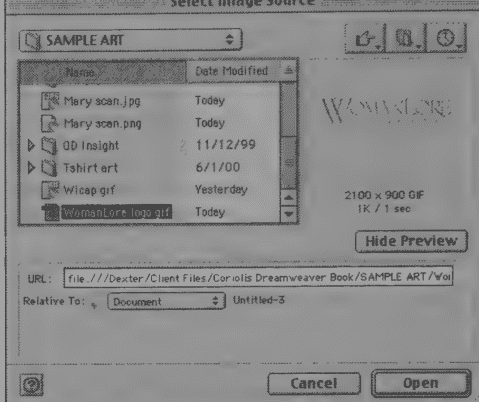 Select Image Source
SAMPLE ART
Name Date Modified
Mary scan.jpg Today
Mary scan.png Today
QD Insight 11/12/99
Tshirt art 6/1/00
Wicap gif Yesterday
WomanLore logo gif Today
WOMANLORE
2100 x 900 GIF
1K / 1 sec
Hide Preview
URL: file:///Dexter/Client Files/Coriolis Dreamweaver Book/SAMPLE ART/Wo
Relative To: Document Untitled-3
Cancel Open